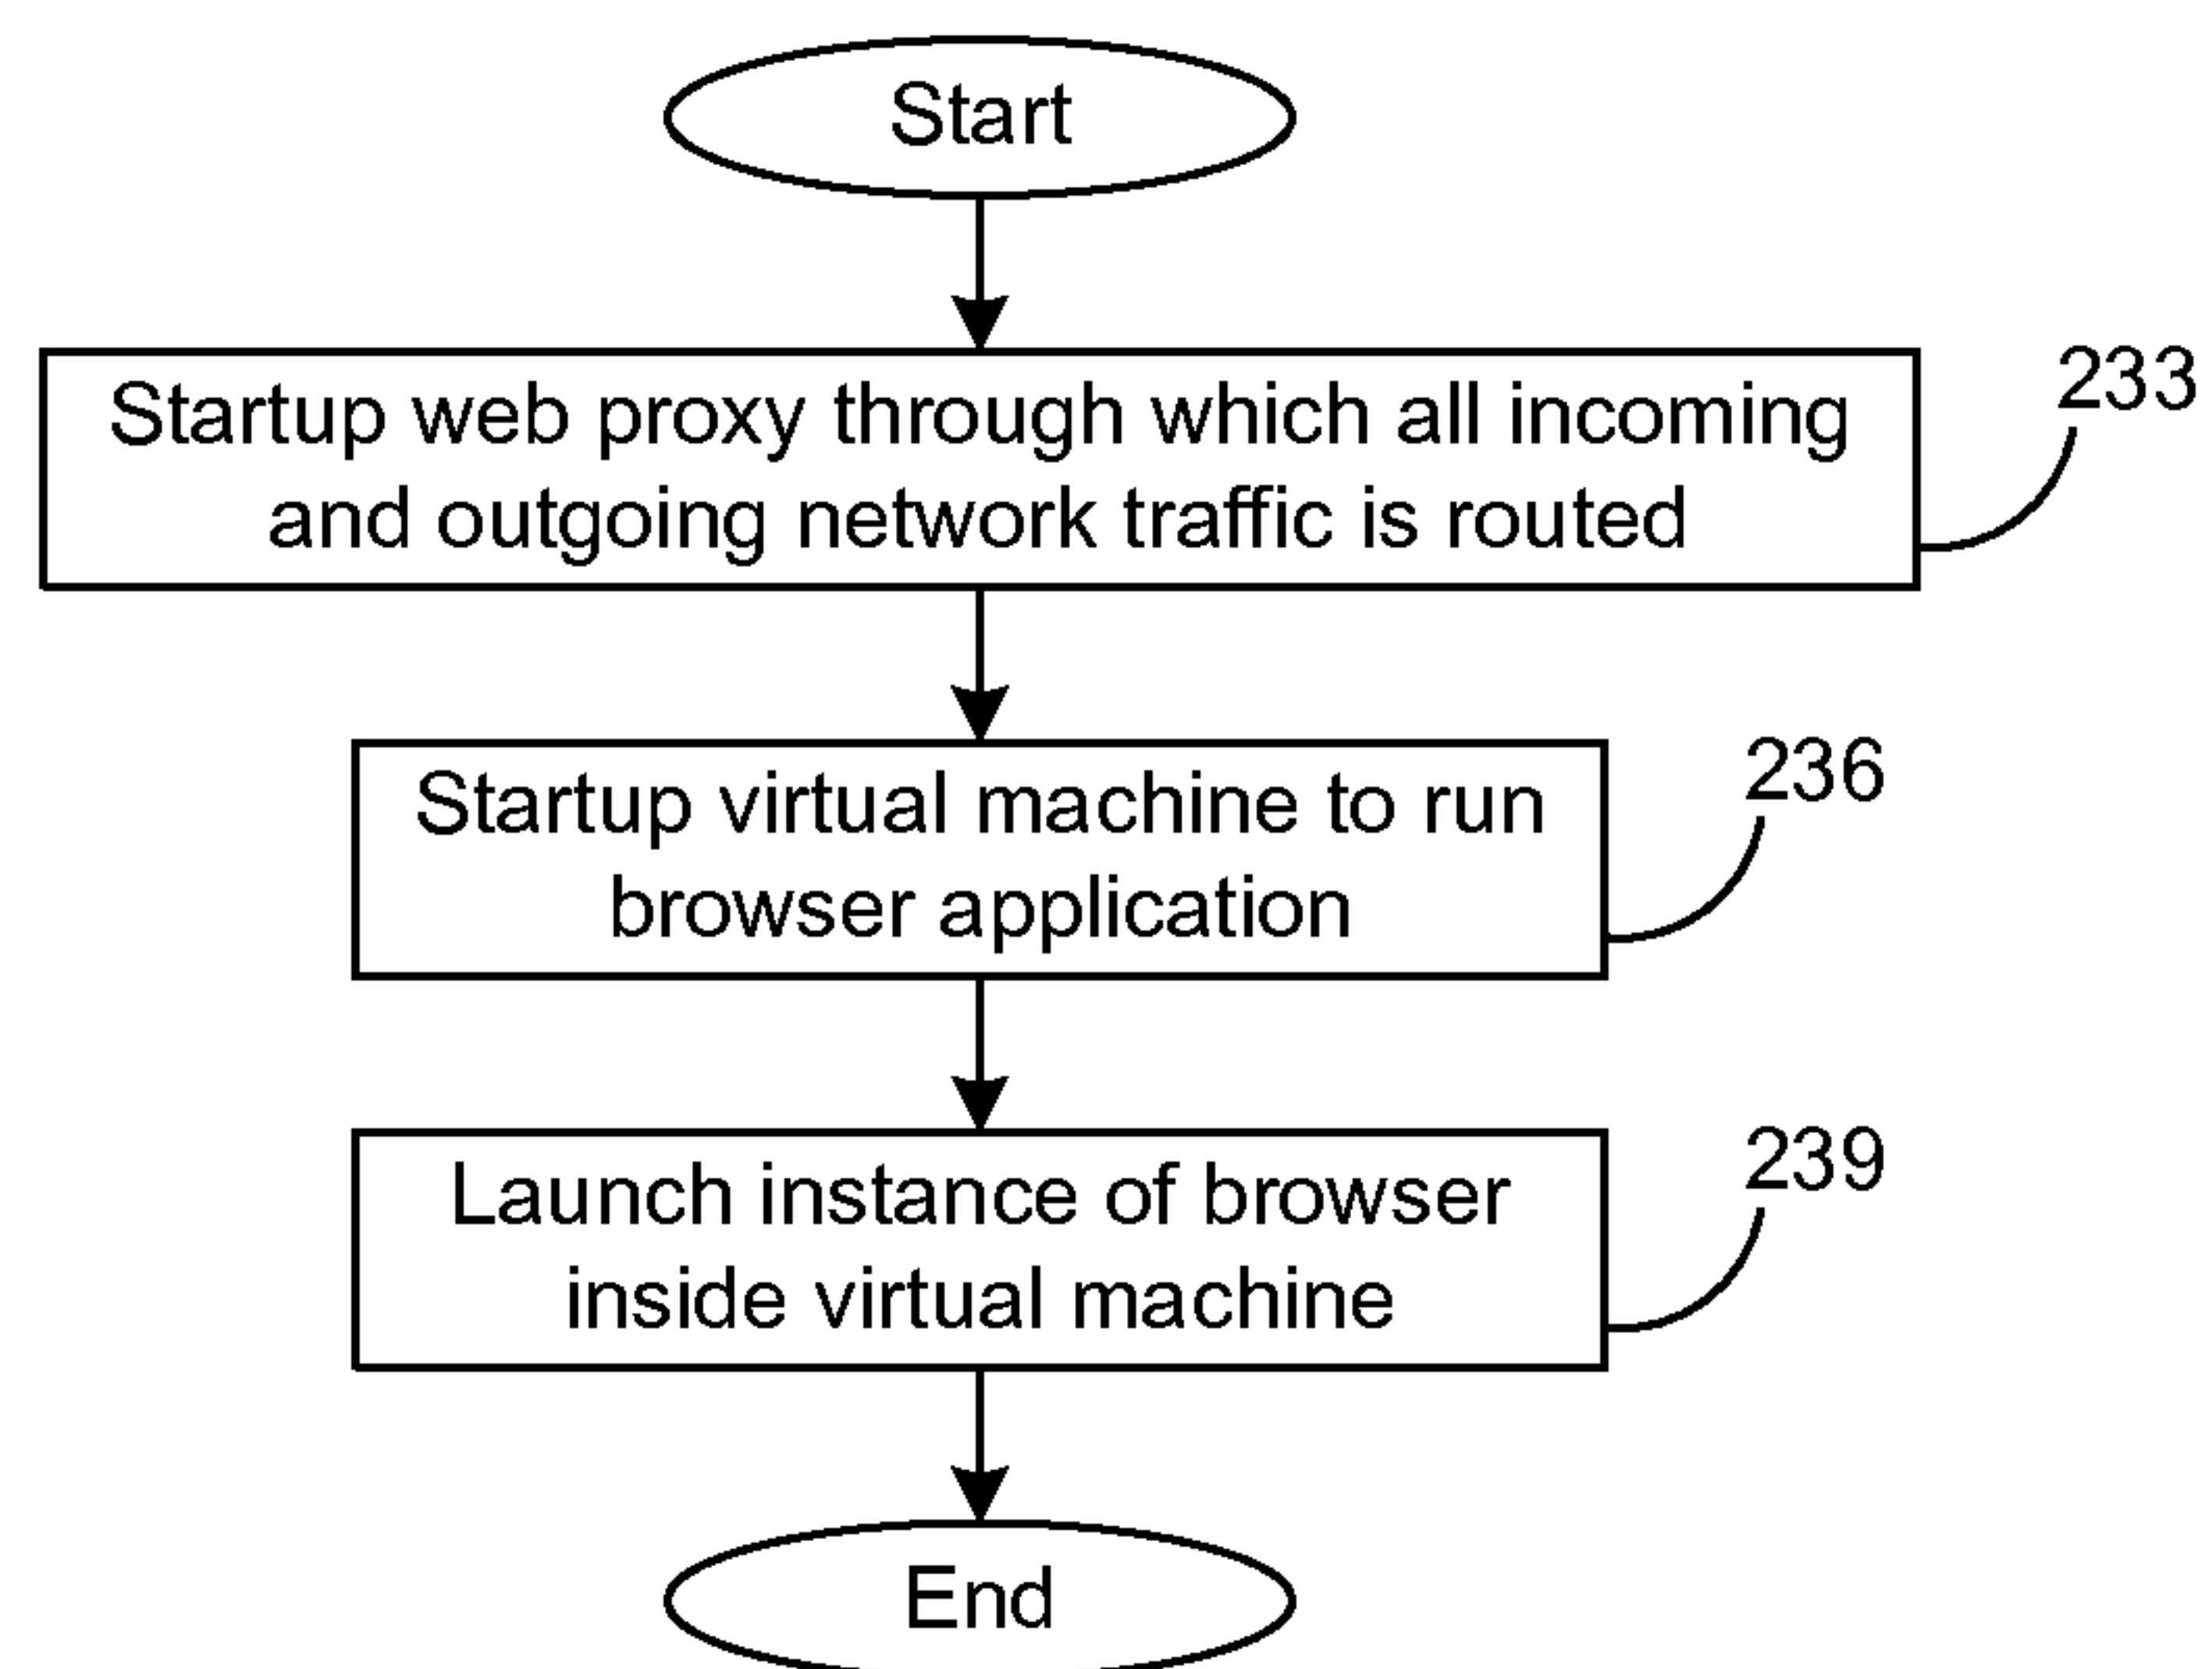 Start
Startup web proxy through which all incoming
and outgoing network traffic is routed
233
Startup virtual machine to run
browser application
236
Launch instance of browser
inside virtual machine
239
End